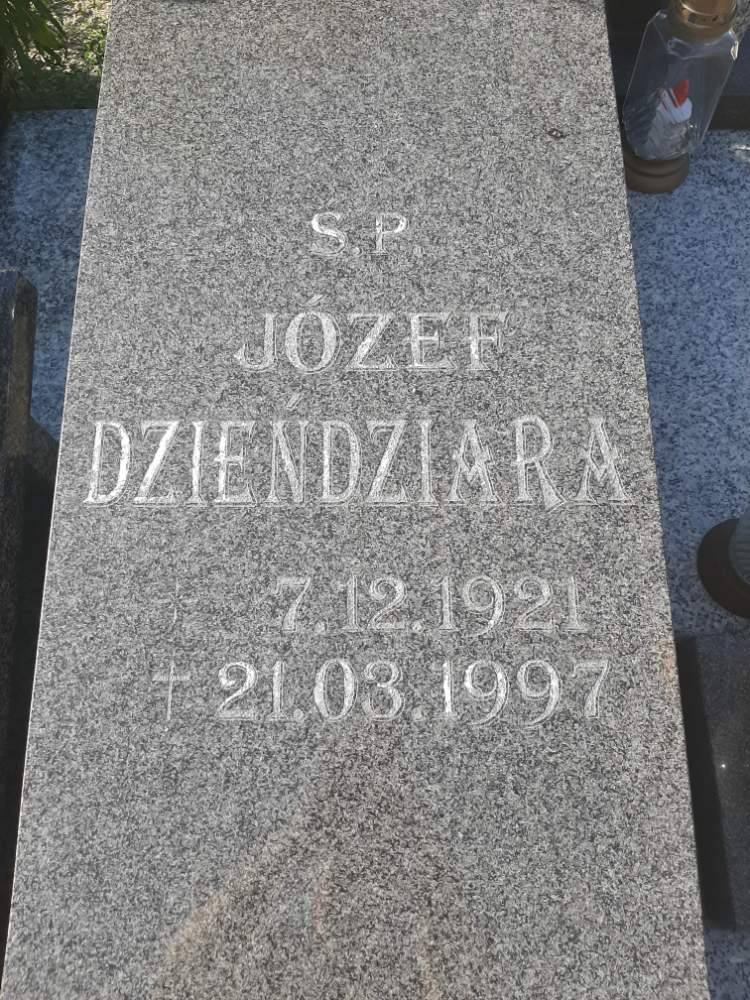 Ś.P.
JÓZEF
DZIEŃDZIARA
7.12.1921
† 21.03.1997